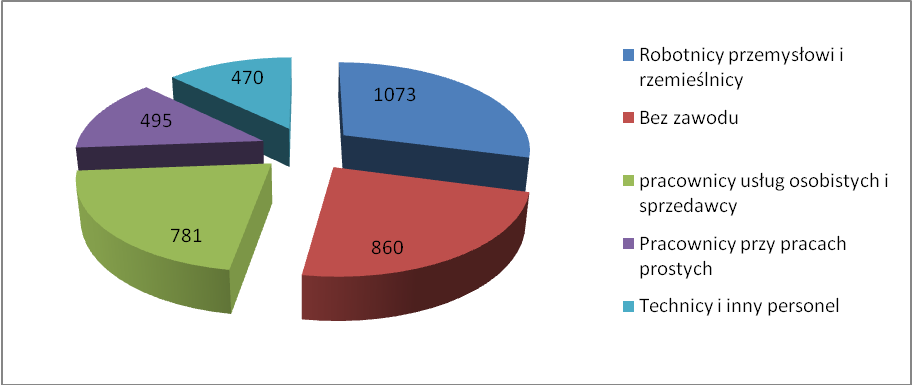 470
1073
495
781
860
Robotnicy przemysłowi i
rzemieślnicy
Bez zawodu
pracownicy usług osobistych i
sprzedawcy
Pracownicy przy pracach
prostych
Technicy i inny personel